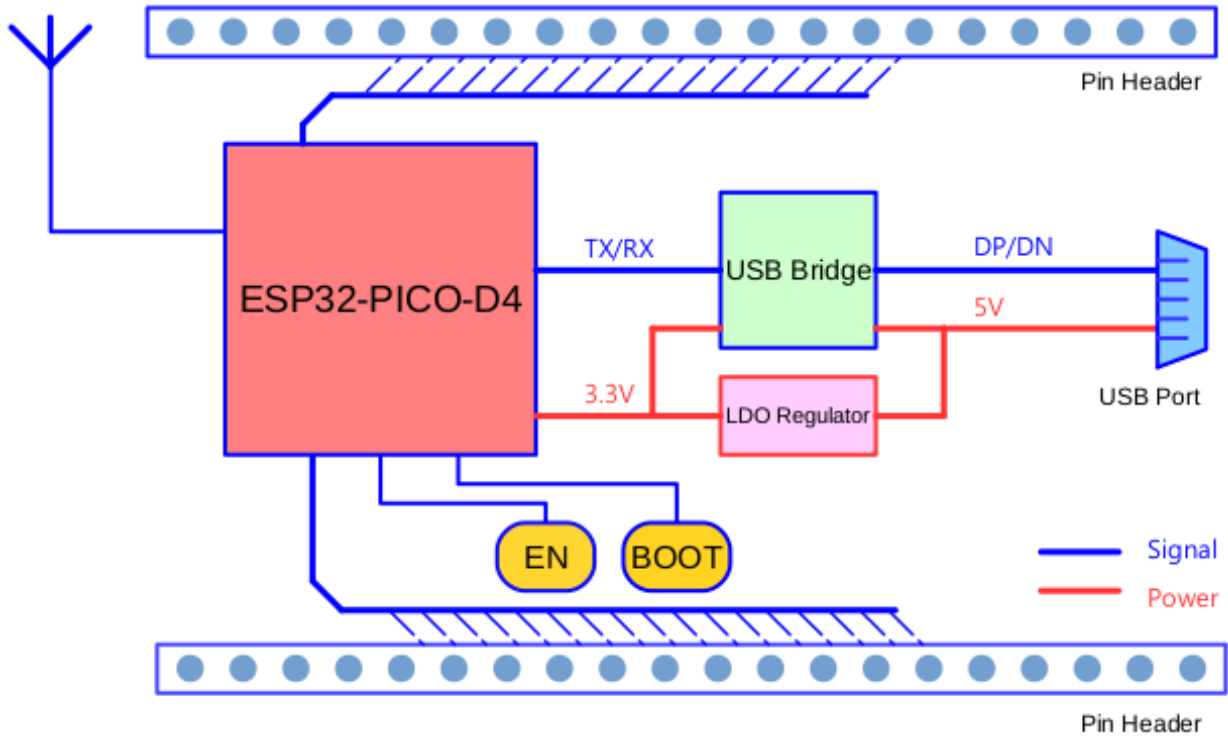 Pin Header
TX/RX
DP/DN
USB Bridge
ESP32-PICO-D4
5V
3.3V
LDO Regulator
USB Port
EN
BOOT
Signal
Power
Pin Header